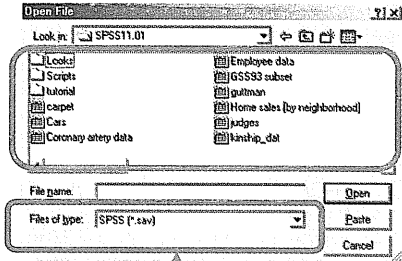 Open File
Look in: SPSS11.01
Looks
Scripts
tutorial
carpet
Cars
Coronary artery data
Employee data
GSS93 subset
guttman
Home sales (by neighborhood)
judges
kinship_dat
File name:
Open
Files of type: SPSS (*.sav)
Paste
Cancel